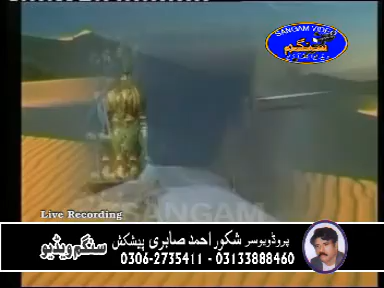 SANGAM VIDEO
سنگم
Live Recording
SANGAM
پروڈیوسر شکور احمد صابری پیشکش سنگم ویڈیو
0306-2735411 - 03133888460